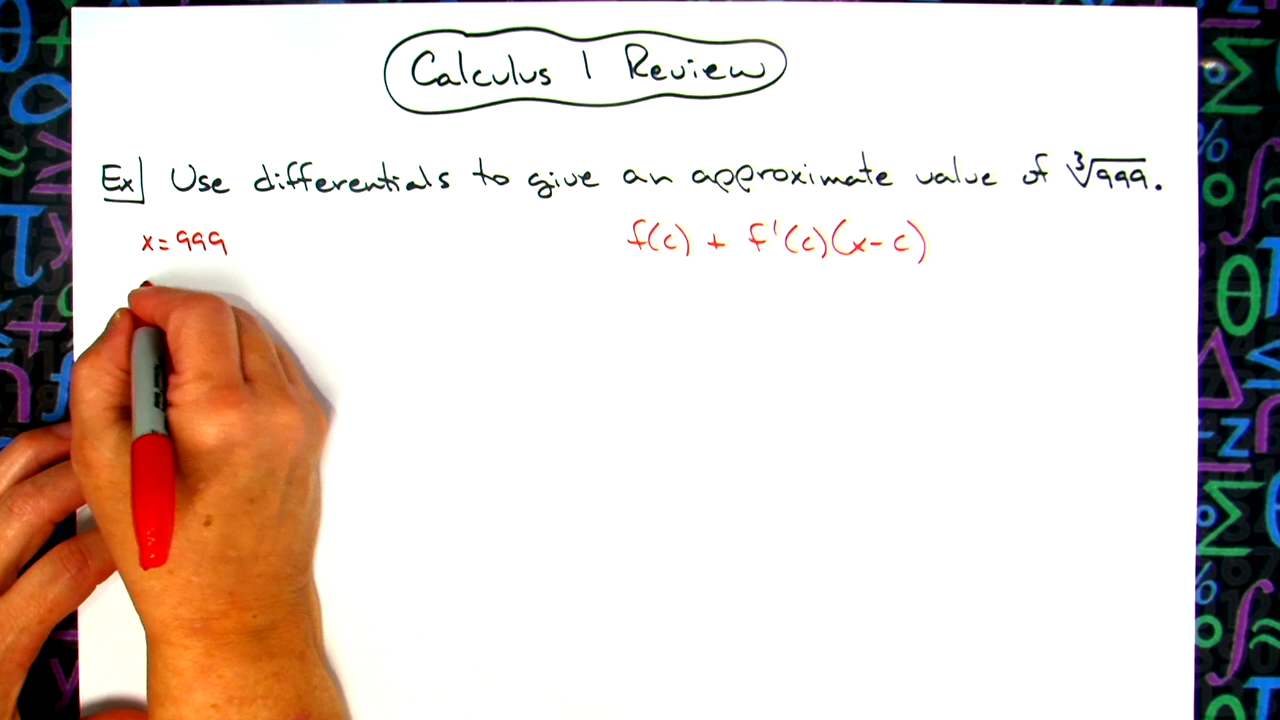 Calculus 1 Review
Ex Use differentials to give an approximate value of ∛999.
x = 999 f(c) + f'(c)(x-c)